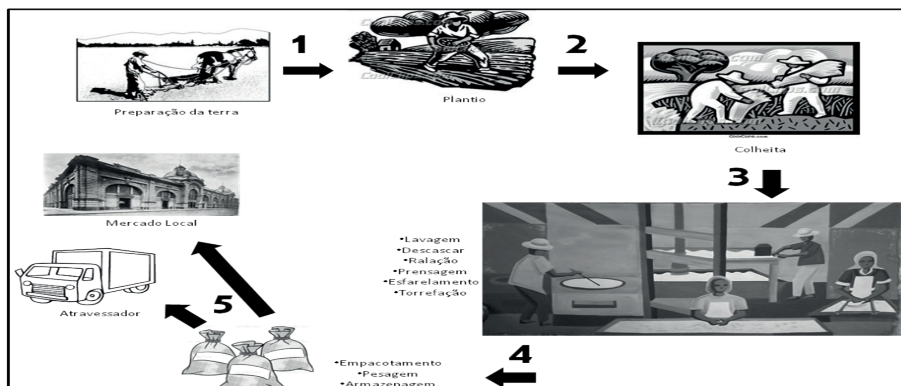 1
2
Preparação da terra
Plantio
Colheita
3
Mercado Local
•Lavagem
•Descascar
•Ralação
•Prensagem
•Esfarelamento
•Torrefação
Atravessador
5
4
•Empacotamento
•Pesagem
•Armazenagem